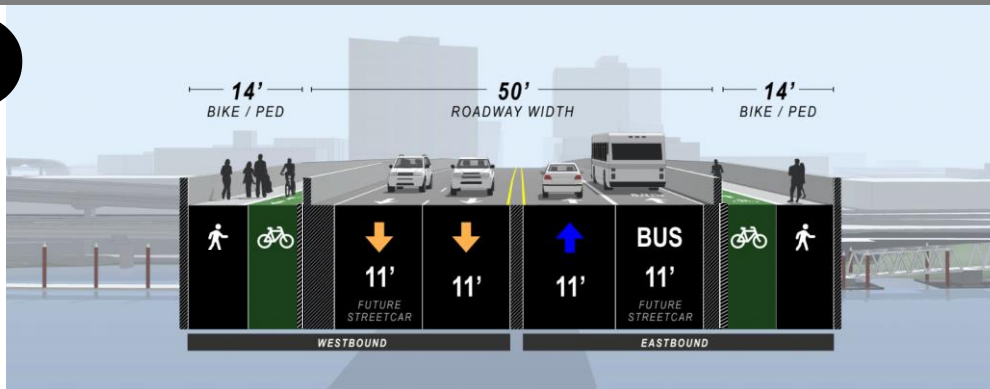 14'
BIKE / PED
50'
ROADWAY WIDTH
14'
BIKE / PED
11'
FUTURE
STREETCAR
11'
11'
BUS
11'
FUTURE
STREETCAR
WESTBOUND
EASTBOUND